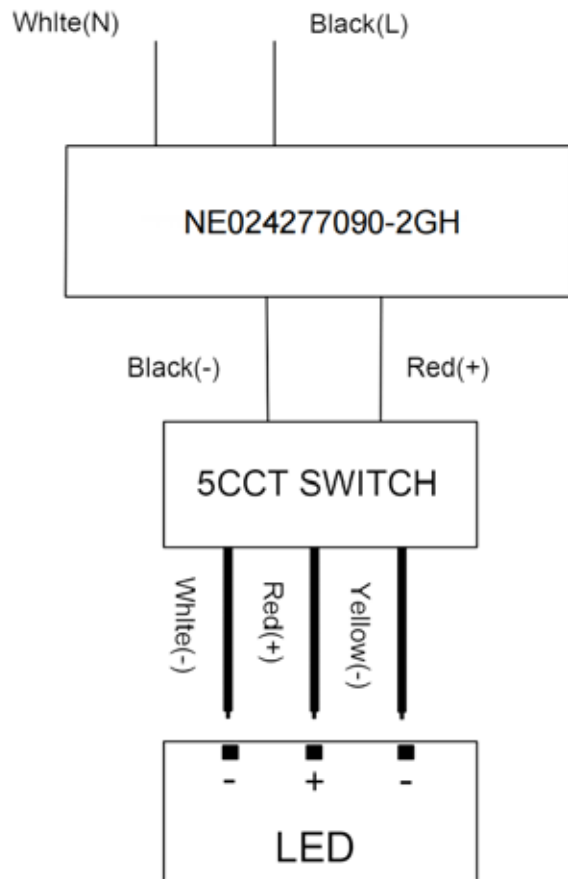 Whlte(N)
Black(L)
NE024277090-2GH
Black(-)
Red(+)
5CCT SWITCH
Whlte(-)
Red(+)
Yellow(-)
- + -
LED